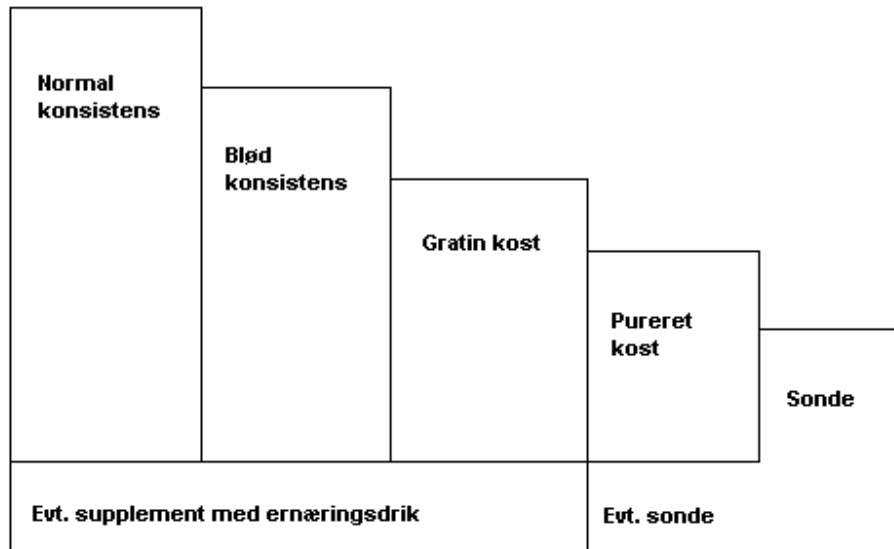 Normal
konsistens
Blød
konsistens
Gratin kost
Pureret
kost
Sonde
Evt. supplement med ernæringsdrik
Evt. sonde